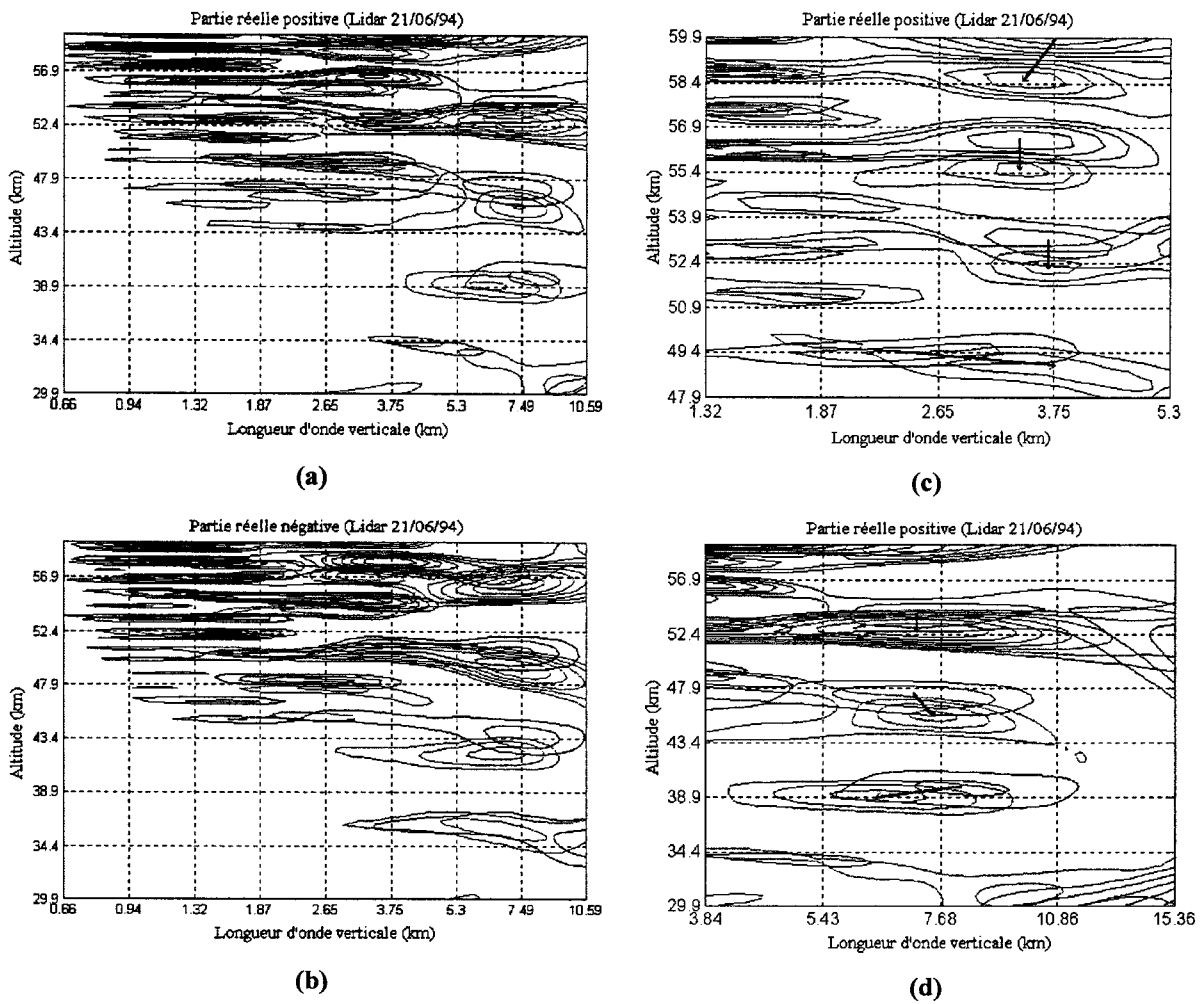 Partie réelle positive (Lidar 21/06/94)
Altitude (km)
56.9
52.4
47.9
43.4
38.9
34.4
29.9
0.66 0.94 1.32 1.87 2.65 3.75 5.3 7.49 10.59
Longueur d'onde verticale (km)
(a)
Partie réelle positive (Lidar 21/06/94)
Altitude (km)
59.9
58.4
56.9
55.4
53.9
52.4
50.9
49.4
47.9
1.32 1.87 2.65 3.75 5.3
Longueur d'onde verticale (km)
(c)
Partie réelle négative (Lidar 21/06/94)
Altitude (km)
56.9
52.4
47.9
43.4
38.9
34.4
29.9
0.66 0.94 1.32 1.87 2.65 3.75 5.3 7.49 10.59
Longueur d'onde verticale (km)
(b)
Partie réelle positive (Lidar 21/06/94)
Altitude (km)
56.9
52.4
47.9
43.4
38.9
34.4
29.9
3.84 5.43 7.68 10.86 15.36
Longueur d'onde verticale (km)
(d)